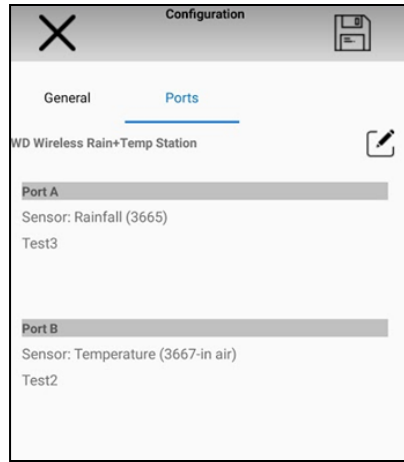 Configuration
General Ports
WD Wireless Rain+Temp Station
Port A
Sensor: Rainfall (3665)
Test3
Port B
Sensor: Temperature (3667-in air)
Test2